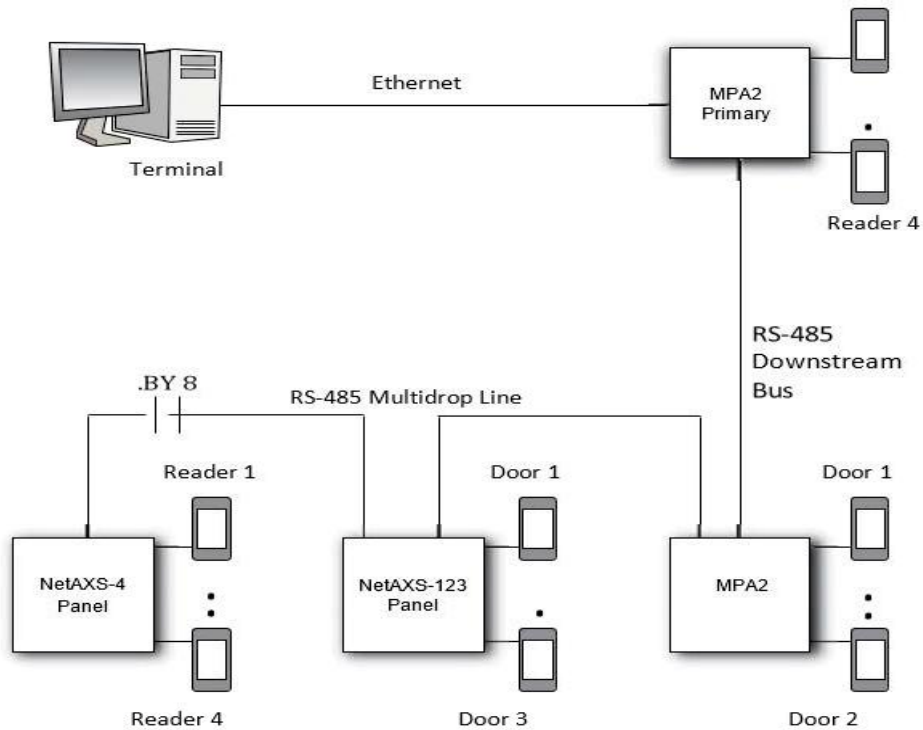 Ethernet
MPA2
Primary
Terminal
Reader 4
RS-485
Downstream
Bus
.BY 8
RS-485 Multidrop Line
Reader 1
Door 1
Door 1
NetAXS-4
Panel
NetAXS-123
Panel
MPA2
Reader 4
Door 3
Door 2